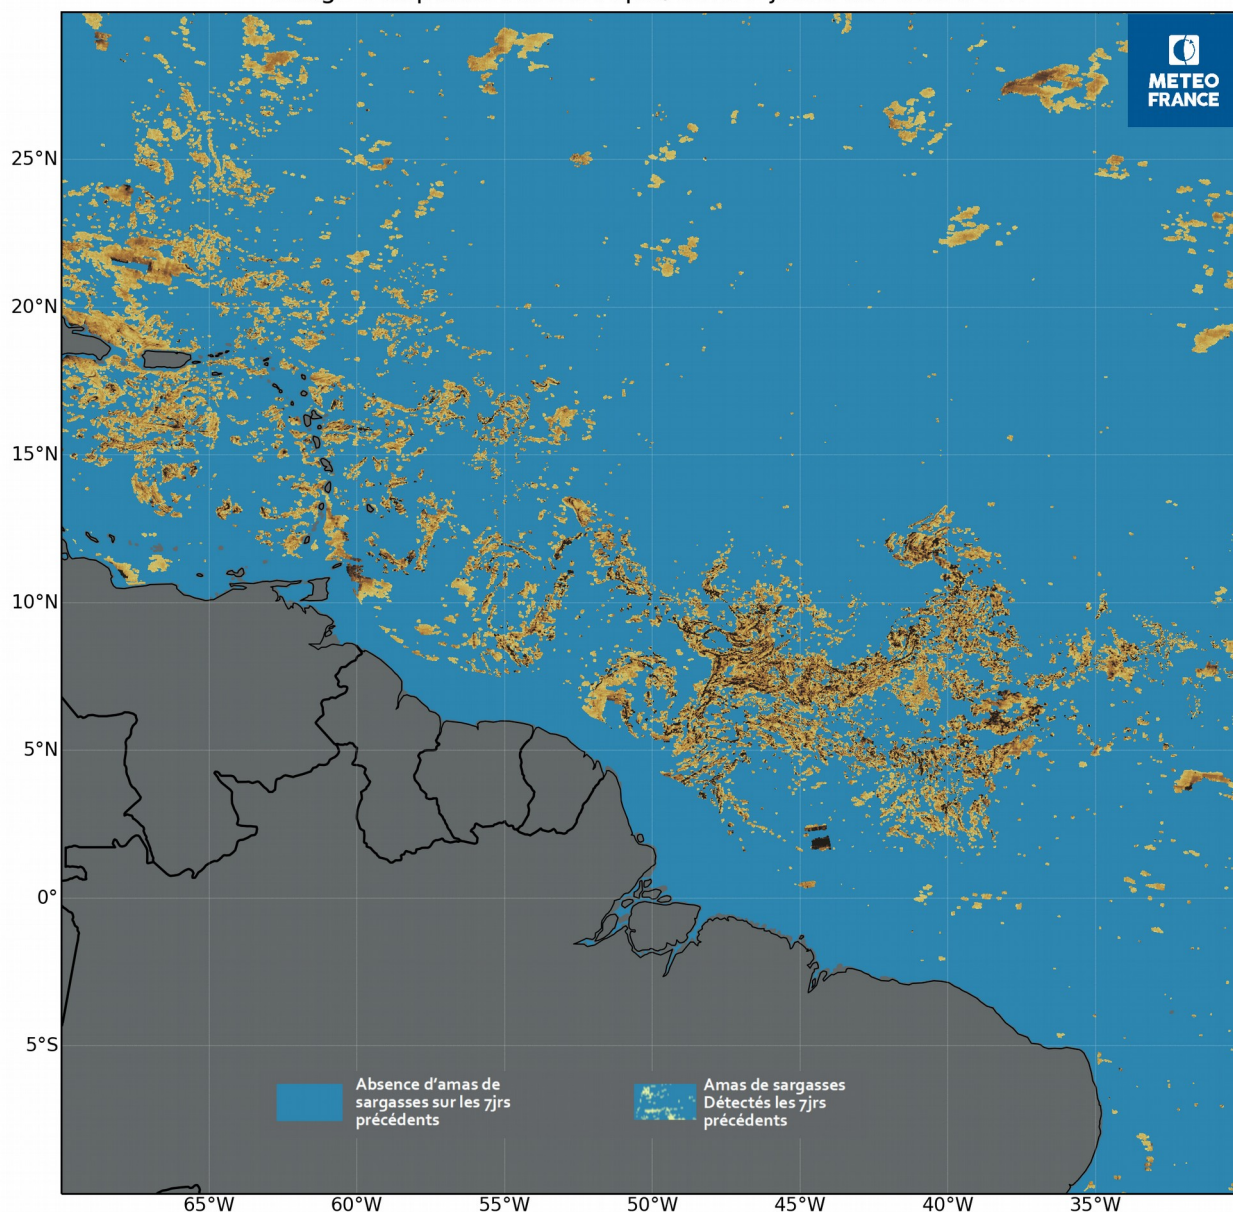 METEO
FRANCE
25°N
20°N
15°N
10°N
5°N
0°
5°S
Absence d'amas de
sargasses sur les 7jrs
précédents
Amas de sargasses
Détectés les 7jrs
précédents
65°W
60°W
55°W
50°W
45°W
40°W
35°W